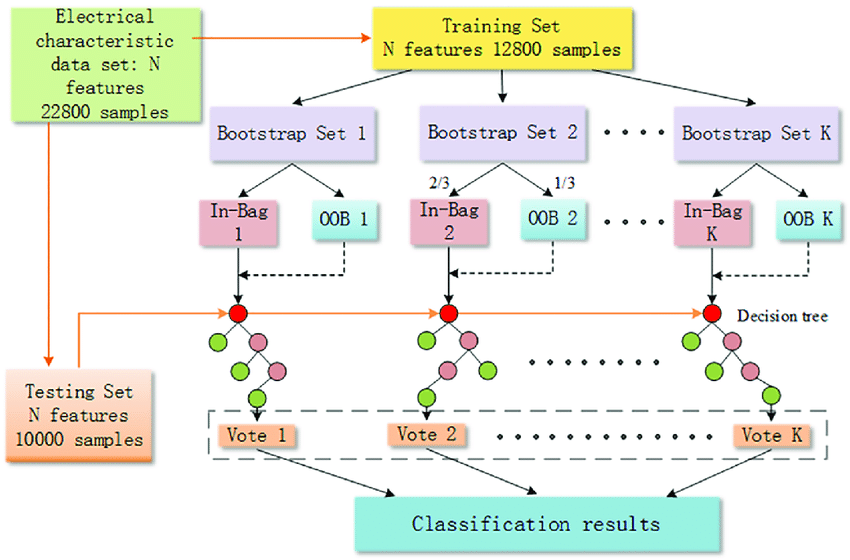 Electrical
characteristic
data set: N
features
22800 samples
Training Set
N features 12800 samples
Bootstrap Set 1
Bootstrap Set 2
Bootstrap Set K
2/3
1/3
In-Bag
1
OOB 1
In-Bag
2
OOB 2
In-Bag
K
OOB K
Decision tree
Testing Set
N features
10000 samples
Vote 1
Vote 2
Vote K
Classification results